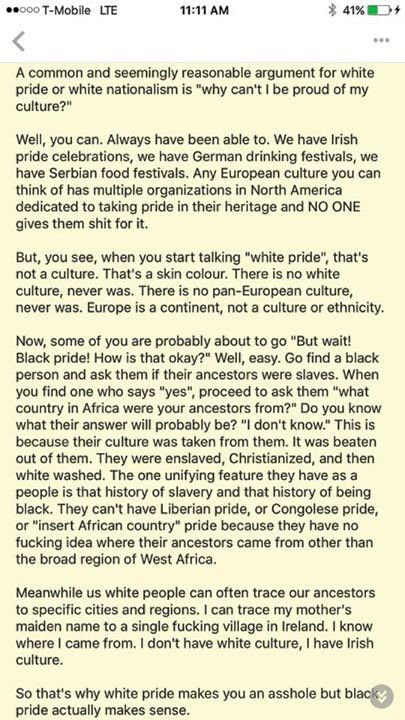 T-Mobile LTE 11:11 AM 41%
A common and seemingly reasonable argument for white
pride or white nationalism is "why can't I be proud of my
culture?"
Well, you can. Always have been able to. We have Irish
pride celebrations, we have German drinking festivals, we
have Serbian food festivals. Any European culture you can
think of has multiple organizations in North America
dedicated to taking pride in their heritage and NO ONE
gives them shit for it.
But, you see, when you start talking "white pride", that's
not a culture. That's a skin colour. There is no white
culture, never was. There is no pan-European culture,
never was. Europe is a continent, not a culture or ethnicity.
Now, some of you are probably about to go "But wait!
Black pride! How is that okay?" Well, easy. Go find a black
person and ask them if their ancestors were slaves. When
you find one who says "yes", proceed to ask them "what
country in Africa were your ancestors from?" Do you know
what their answer will probably be? "I don't know." This is
because their culture was taken from them. It was beaten
out of them. They were enslaved, Christianized, and then
white washed. The one unifying feature they have as a
people is that history of slavery and that history of being
black. They can't have Liberian pride, or Congolese pride,
or "insert African country" pride because they have no
fucking idea where their ancestors came from other than
the broad region of West Africa.
Meanwhile us white people can often trace our ancestors
to specific cities and regions. I can trace my mother's
maiden name to a single fucking village in Ireland. I know
where I came from. I don't have white culture, I have Irish
culture.
So that's why white pride makes you an asshole but black
pride actually makes sense.